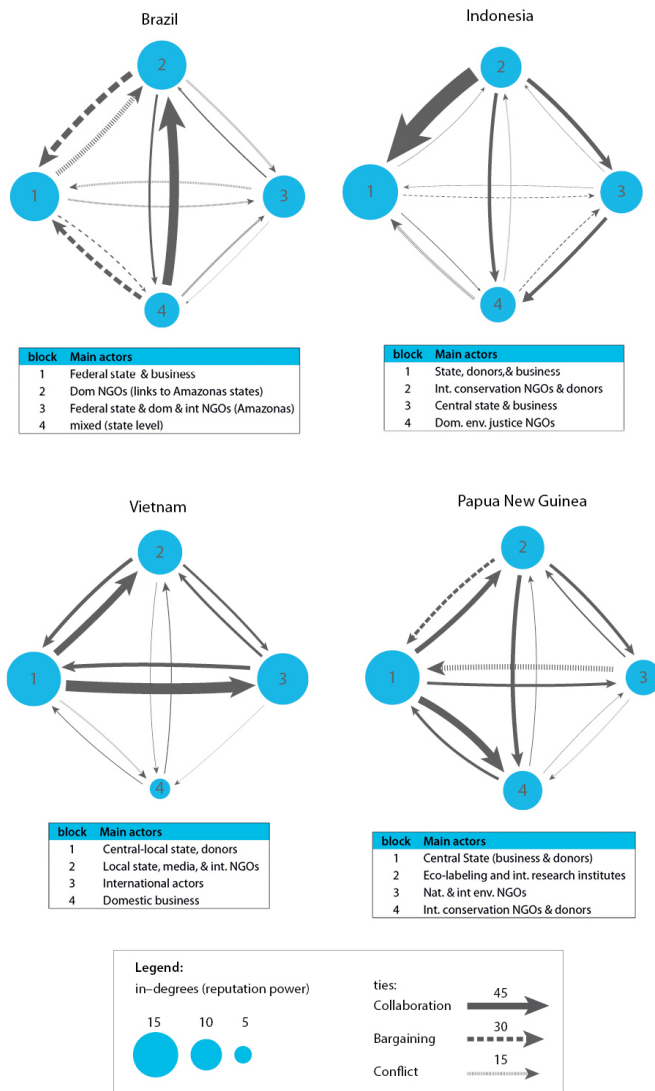 Brazil
2
1
3
4
block Main actors
1 Federal state & business
2 Dom NGOs (links to Amazonas states)
3 Federal state & dom & int NGOs (Amazonas)
4 mixed (state level)
Indonesia
2
1
3
4
block Main actors
1 State, donors,& business
2 Int. conservation NGOs & donors
3 Central state & business
4 Dom. env. justice NGOs
Vietnam
2
1
3
4
block Main actors
1 Central-local state, donors
2 Local state, media, & int. NGOs
3 International actors
4 Domestic business
Papua New Guinea
2
1
3
4
block Main actors
1 Central State (business & donors)
2 Eco-labeling and int. research institutes
3 Nat. & int env. NGOs
4 Int. conservation NGOs & donors
Legend:
in–degrees (reputation power)
15 10 5
ties:
Collaboration 45
Bargaining 30
Conflict 15